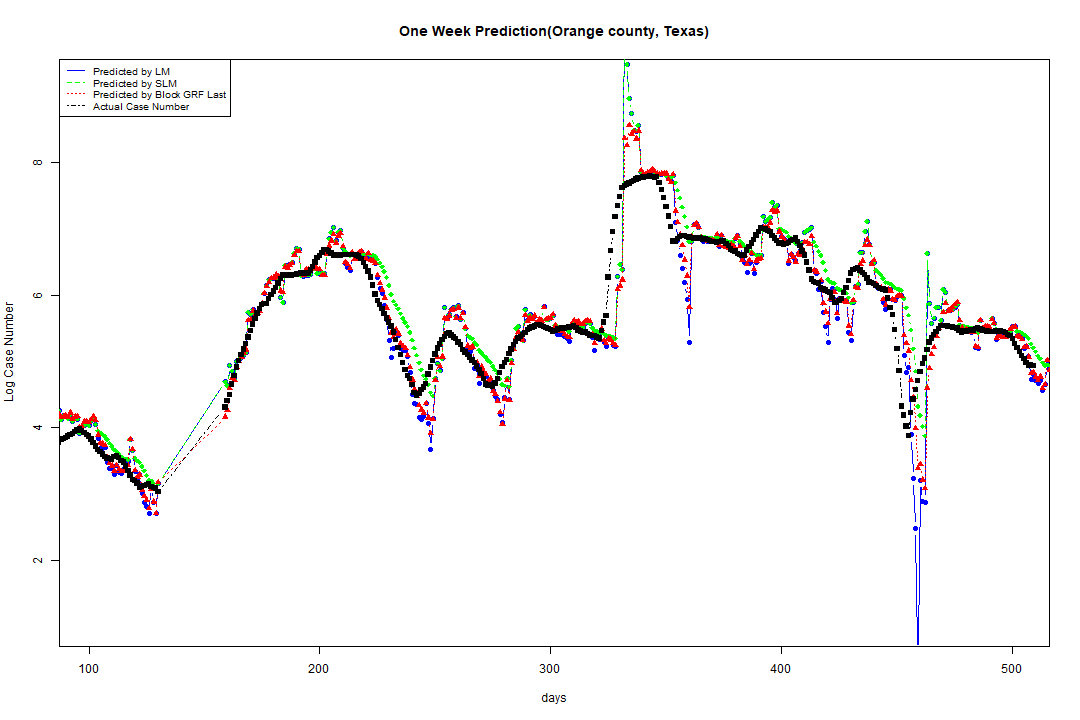 One Week Prediction(Orange county, Texas)
Predicted by LM
Predicted by SLM
Predicted by Block GRF Last
Actual Case Number
8
6
4
2
Log Case Number
100 200 300 400 500
days